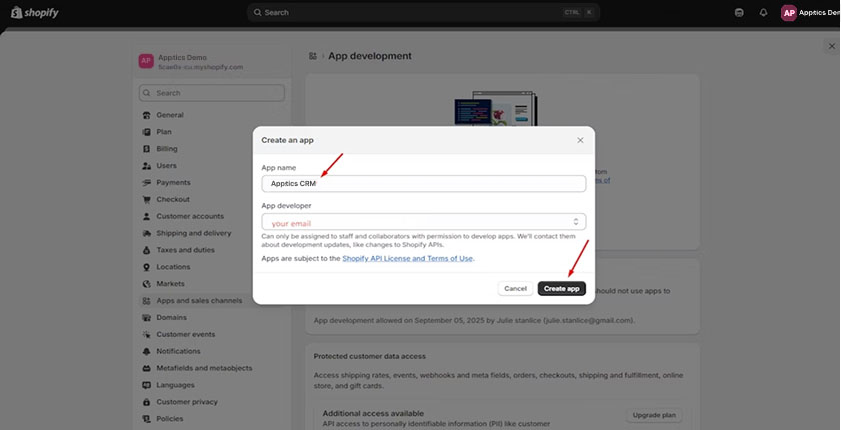 shopify
Search
CTRL K
AP
Apptics Dem
AP
Apptics Demo
myshopify.com
App development
Search
General
Plan
Billing
Users
Payments
Checkout
Customer accounts
Shipping and delivery
Taxes and duties
Locations
Markets
Apps and sales channels
Domains
Customer events
Notifications
Metafields and metaobjects
Languages
Customer privacy
Policies
Create an app
App name
Apptics CRM
App developer
your email
Can only be assigned to staff and collaborators with permission to develop apps. We'll contact them
about development updates, like changes to Shopify APIs.
Apps are subject to the Shopify API License and Terms of Use.
Cancel
Create app
ms of
should not use apps to
App development allowed on September 05, 2025 by Julie stanlice (julie.stanlice@gmail.com).
Protected customer data access
Access shipping rates, events, webhooks and meta fields, orders, checkouts, shipping and fulfillment, online
store, and gift cards.
Additional access available
Upgrade plan
API access to personally identifiable information (PII) like customer